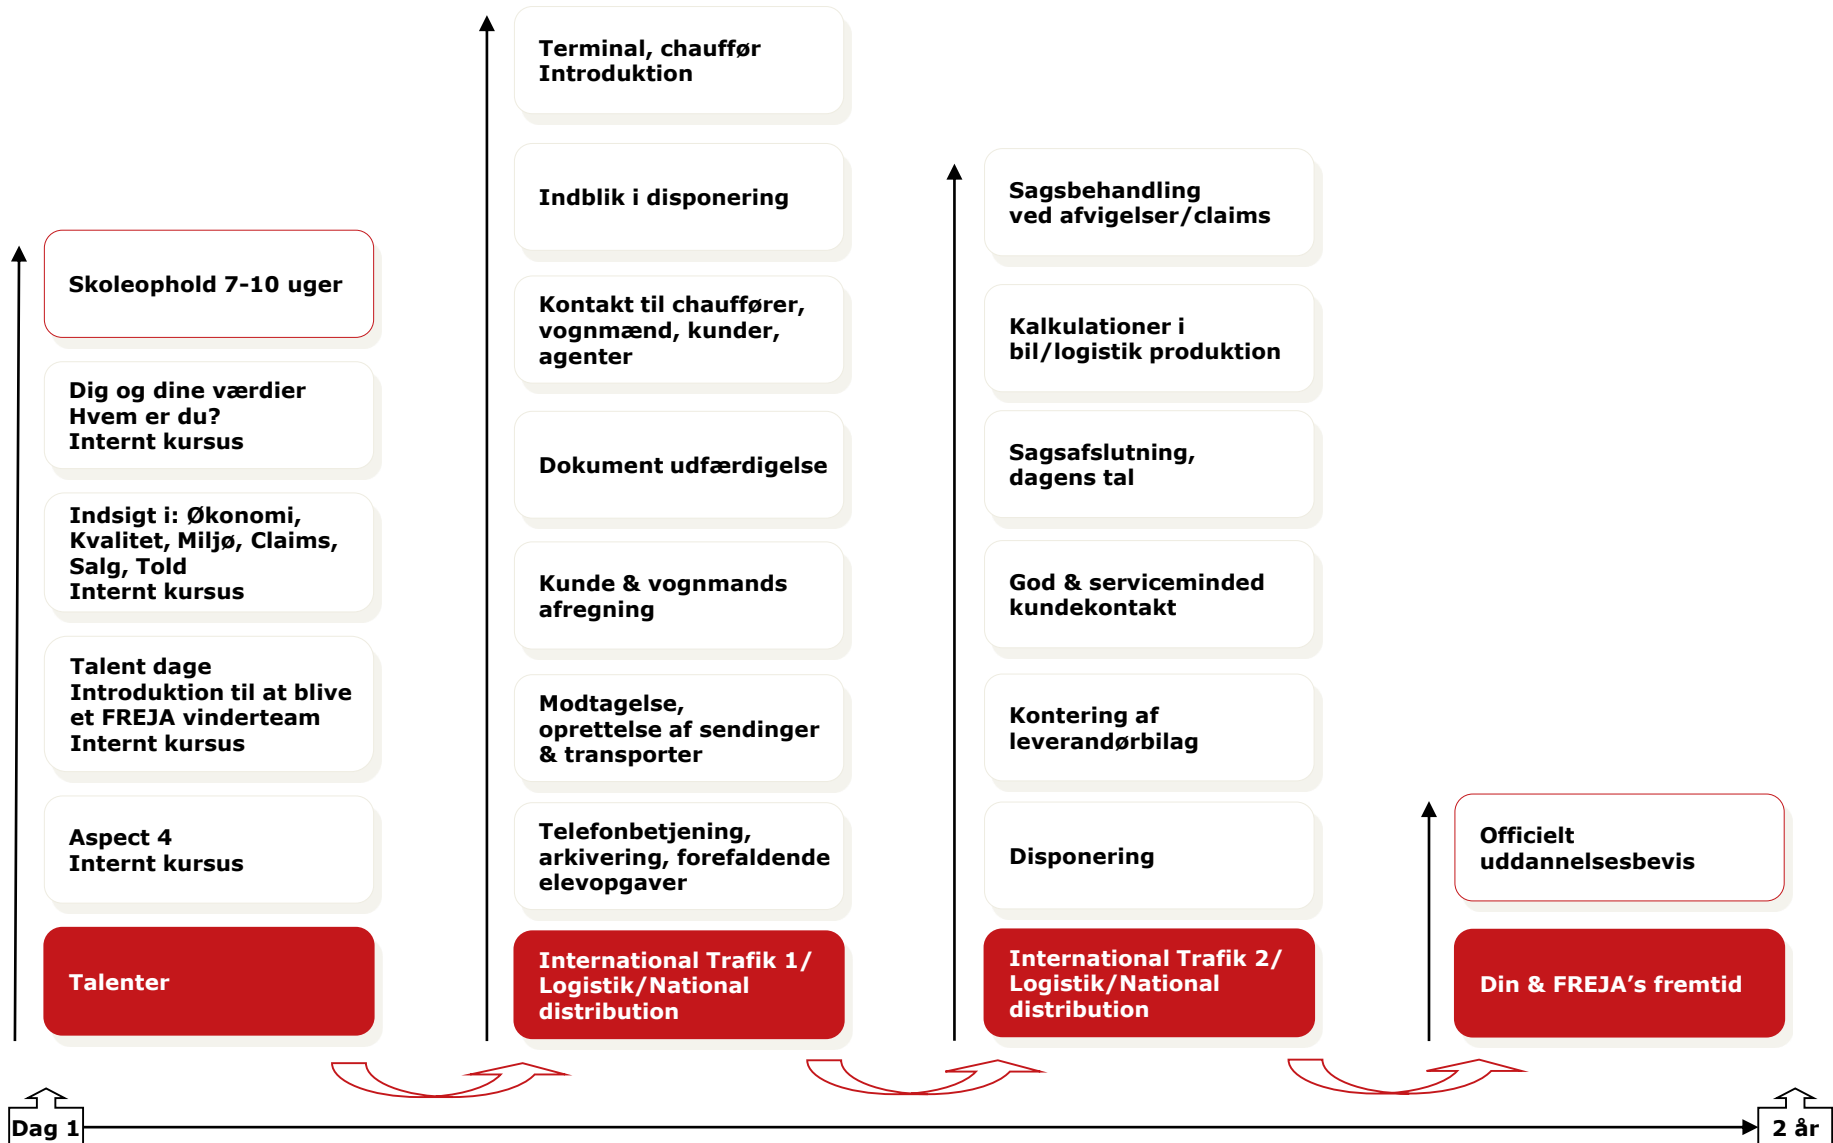 Skoleophold 7-10 uger
Dig og dine værdier
Hvem er du?
Internt kursus
Indsigt i: Økonomi,
Kvalitet, Miljø, Claims,
Salg, Told
Internt kursus
Talent dage
Introduktion til at blive
et FREJA vinderteam
Internt kursus
Aspect 4
Internt kursus
Talenter
Terminal, chauffør
Introduktion
Indblik i disponering
Kontakt til chauffører,
vognmænd, kunder,
agenter
Dokument udfærdigelse
Kunde & vognmands
afregning
Modtagelse,
oprettelse af sendinger
& transporter
Telefonbetjening,
arkivering, forefaldende
elevopgaver
International Trafik 1/
Logistik/National
distribution
Sagsbehandling
ved afvigelser/claims
Kalkulationer i
bil/logistik produktion
Sagsafslutning,
dagens tal
God & serviceminded
kundekontakt
Kontering af
leverandørbilag
Disponering
International Trafik 2/
Logistik/National
distribution
Officielt
uddannelsesbevis
Din & FREJA’s fremtid
Dag 1
2 år